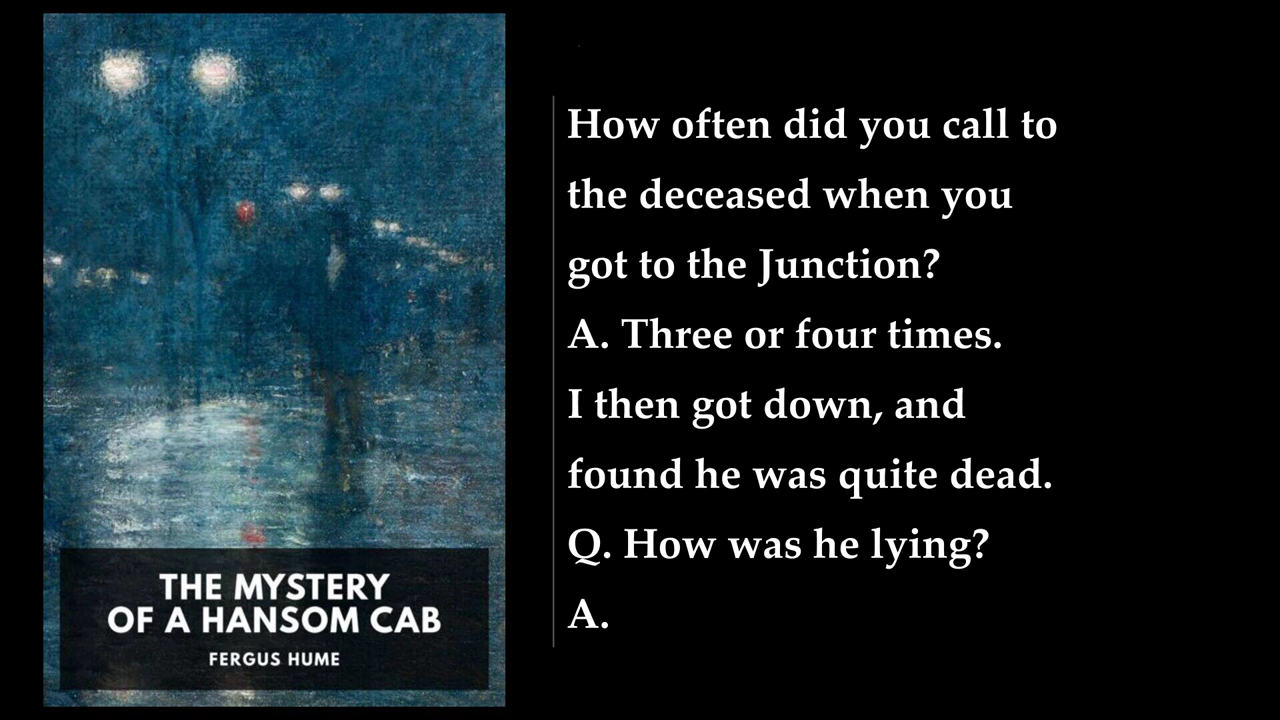 THE MYSTERY
OF A HANSOM CAB
FERGUS HUME
How often did you call to
the deceased when you
got to the Junction?
A. Three or four times.
I then got down, and
found he was quite dead.
Q. How was he lying?
A.